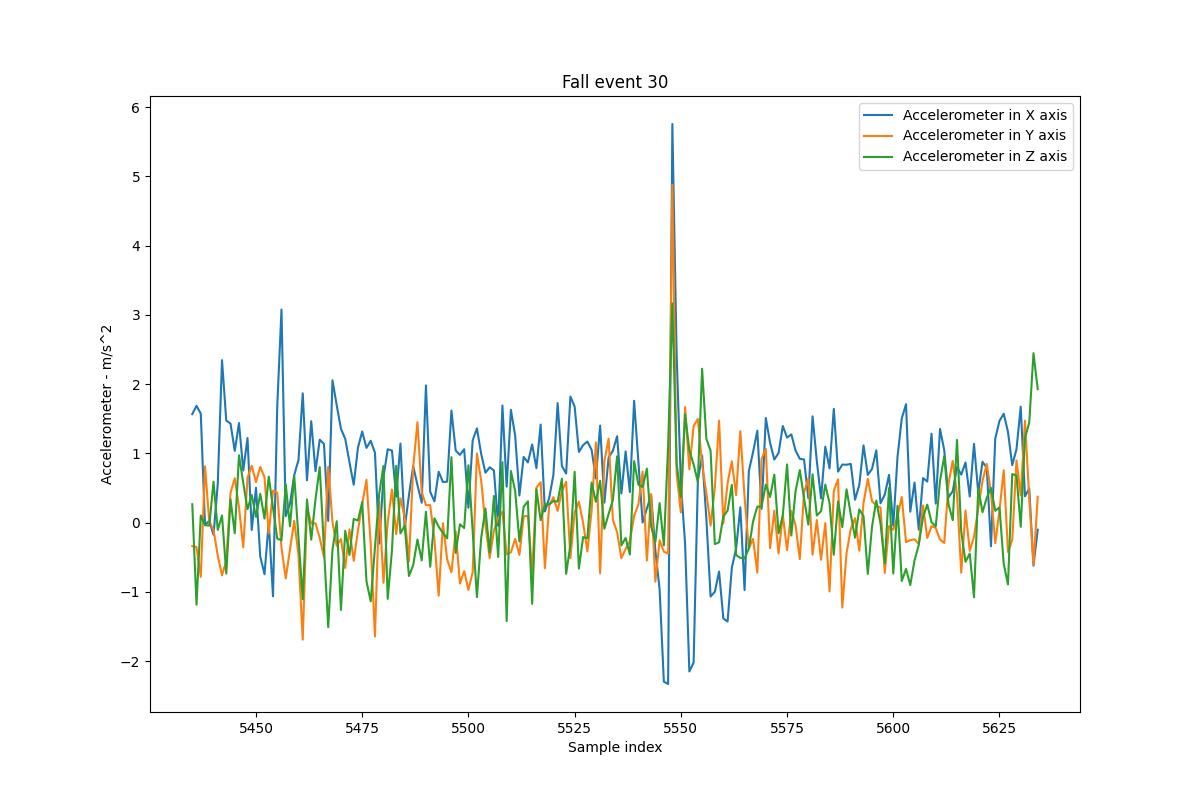 Fall event 30
Accelerometer in X axis
Accelerometer in Y axis
Accelerometer in Z axis
Accelerometer - m/s^2
6
5
4
3
2
1
0
−1
−2
5450 5475 5500 5525 5550 5575 5600 5625
Sample index